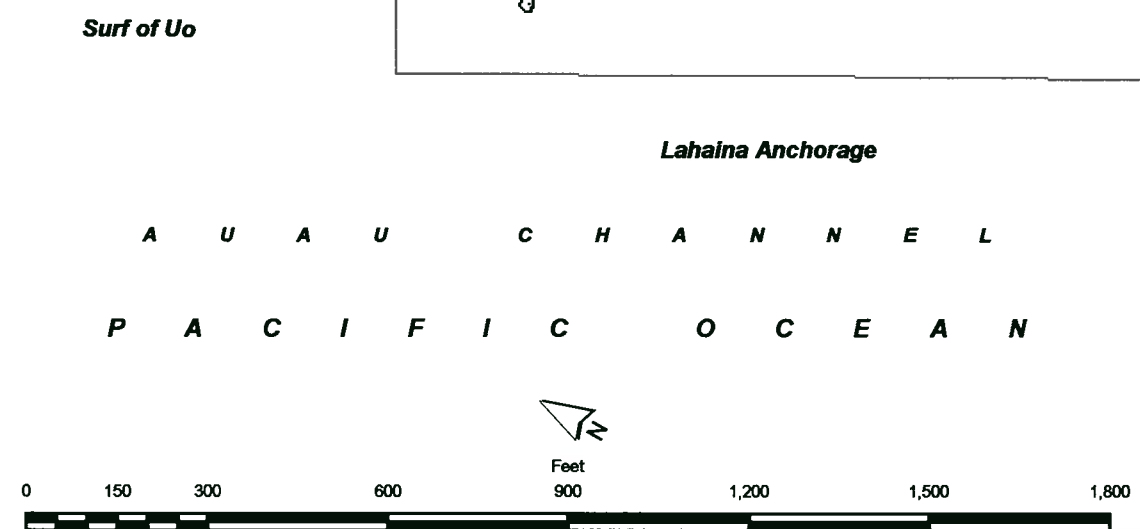 Surf of Uo
Lahaina Anchorage
A U A U C H A N N E L
P A C I F I C O C E A N
N
Feet
0 150 300 600 900 1,200 1,500 1,800